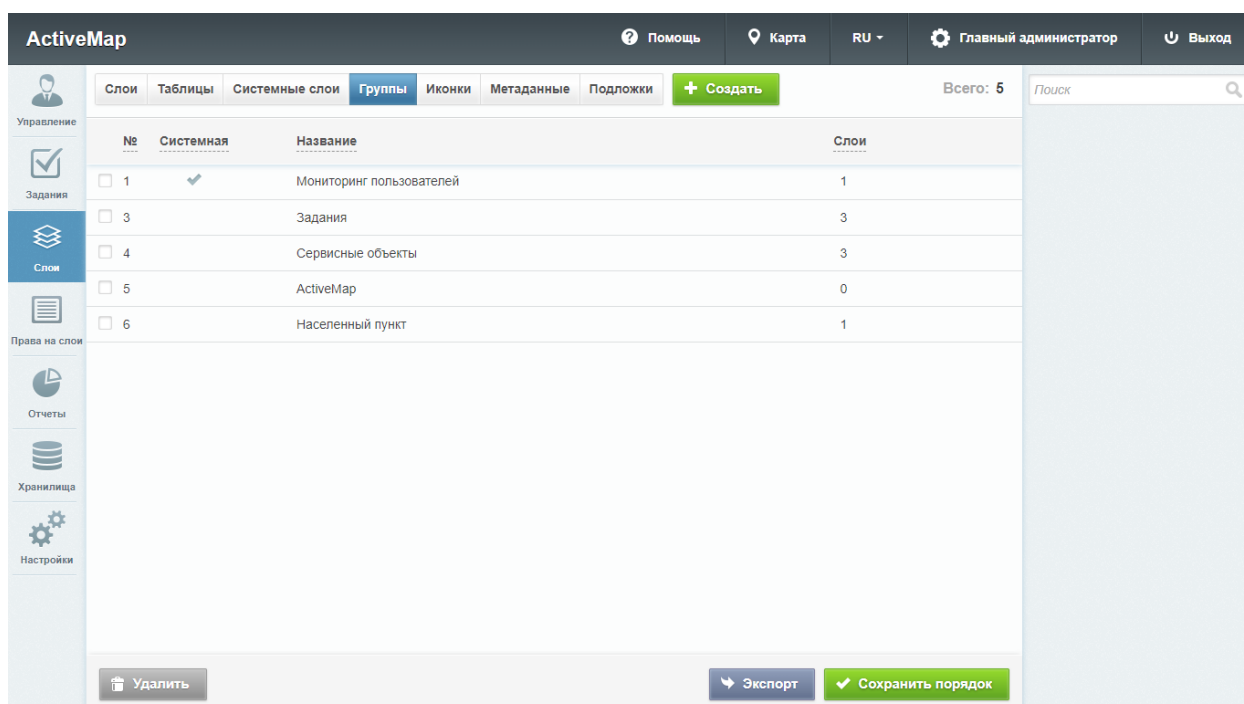 ActiveMap
Помощь
Карта
RU
Главный администратор
Выход
Управление
Задания
Слои
Права на слои
Отчеты
Хранилища
Настройки
Слои Таблицы Системные слои Группы Иконки Метаданные Подложки
Создать
Всего: 5
Поиск
№ Системная Название Слои
1 Мониторинг пользователей 1
3 Задания 3
4 Сервисные объекты 3
5 ActiveMap 0
6 Населенный пункт 1
Удалить
Экспорт
Сохранить порядок